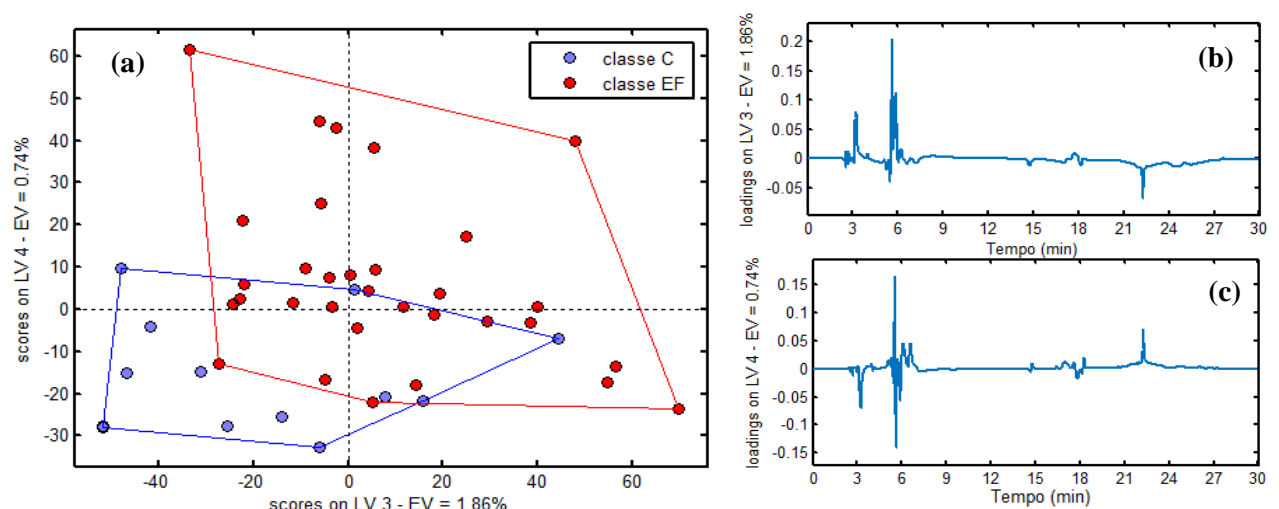 (a)
classe C
classe EF
scores on LV 4 - EV = 0.74%
60
50
40
30
20
10
0
-10
-20
-30
-40 -20 0 20 40 60
scores on LV 3 - EV = 1.86%
(b)
loadings on LV 3 - EV = 1.86%
0.2
0.15
0.1
0.05
0
-0.05
0 3 6 9 12 15 18 21 24 27 30
Tempo (min)
(c)
loadings on LV 4 - EV = 0.74%
0.15
0.1
0.05
0
-0.05
-0.1
-0.15
0 3 6 9 12 15 18 21 24 27 30
Tempo (min)